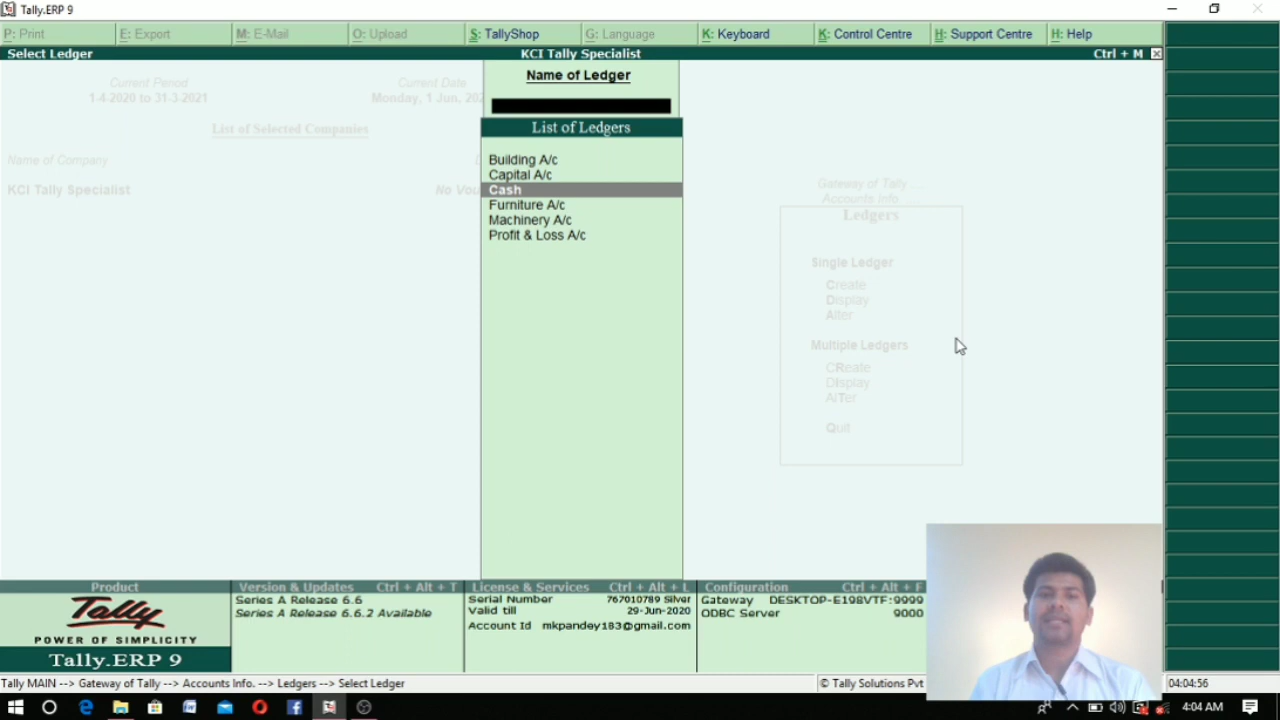 Tally.ERP 9
P: Print
E: Export
M: E-Mail
O: Upload
S: TallyShop
G: Language
K: Keyboard
K: Control Centre
H: Support Centre
H: Help
Select Ledger
KCI Tally Specialist
Ctrl + M
Current Period
1-4-2020 to 31-3-2021
Current Date
Monday, 1 Jun, 202
List of Selected Companies
Name of Company
KCI Tally Specialist
No Vou
Name of Ledger
List of Ledgers
Building A/c
Capital A/c
Cash
Furniture A/c
Machinery A/c
Profit & Loss A/c
Gateway of Tally ...
Accounts Info. ...
Ledgers
Single Ledger
Create
Display
Alter
Multiple Ledgers
CReate
DIsplay
AlTer
Quit
Product
Tally
POWER OF SIMPLICITY
Tally.ERP 9
Version & Updates Ctrl + Alt + T
Series A Release 6.6
Series A Release 6.6.2 Available
License & Services Ctrl + Alt + L
Serial Number 767010789 Silver
Valid till 29-Jun-2020
Account Id mkpandey183@gmail.com
Configuration Ctrl + Alt + F
Gateway DESKTOP-E198VTF:9999
ODBC Server 9000
Tally MAIN --> Gateway of Tally --> Accounts Info. --> Ledgers --> Select Ledger
© Tally Solutions Pvt
04:04:56
4:04 AM